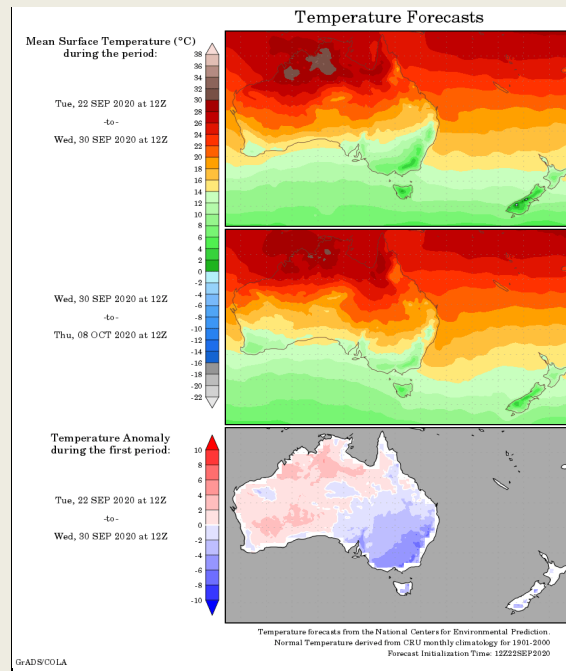 Temperature Forecasts
Mean Surface Temperature (°C)
during the period:
Tue, 22 SEP 2020 at 12Z
-to-
Wed, 30 SEP 2020 at 12Z
38
36
34
32
30
28
26
24
22
20
18
16
14
12
10
8
6
4
2
0
-2
-4
-6
-8
-10
-12
-14
-16
-18
-20
-22
Wed, 30 SEP 2020 at 12Z
-to-
Thu, 08 OCT 2020 at 12Z
Temperature Anomaly
during the first period:
Tue, 22 SEP 2020 at 12Z
-to-
Wed, 30 SEP 2020 at 12Z
10
8
6
4
2
0
-2
-4
-6
-8
-10
Temperature forecasts from the National Centers for Environmental Prediction.
Normal Temperature derived from CRU monthly climatology for 1901-2000
Forecast Initialization Time: 12Z22SEP2020
GrADS/COLA